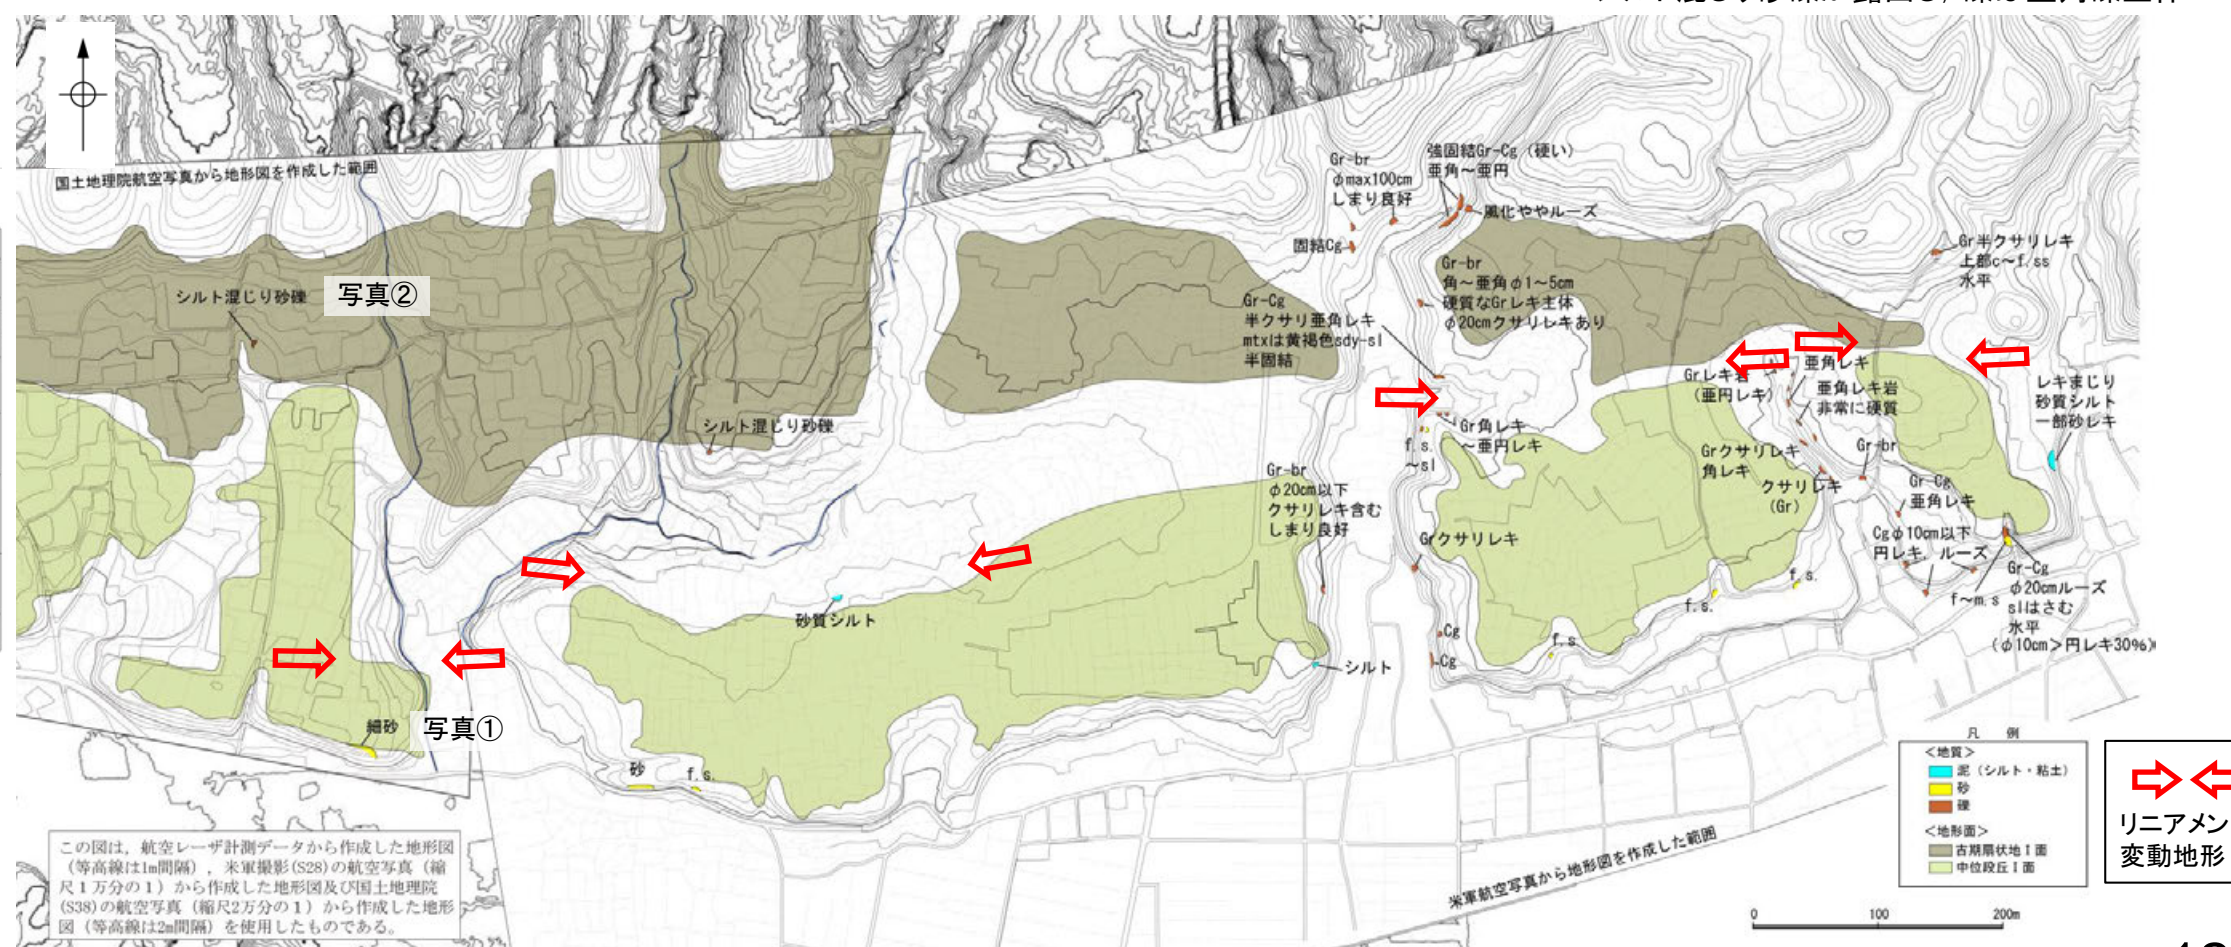 国土地理院航空写真から地形図を作成した範囲
シルト混じり砂礫
写真②
シルト混じり砂礫
Gr-br
φmax100cm
しまり良好
強固結Gr-Cg（硬い）
亜角～亜円
風化ややルーズ
固結Cg
Gr-br
角～亜角φ1～5cm
硬質なGrレキ主体
φ20cmクサリレキあり
Gr-Cg
半クサリ亜角レキ
mtxは黄褐色sdy-sl
半固結
Gr半クサリレキ
上部c～f.ss
水平
Grレキ岩
（亜円レキ）
亜角レキ
亜角レキ岩
非常に硬質
レキまじり
砂質シルト
一部砂レキ
f.s.
～sl
Gr角レキ
～亜円レキ
Gr-br
φ20cm以下
クサリレキ含む
しまり良好
Grクサリレキ
角レキ
クサリレキ
(Gr)
Gr-br
Gr-Cg
亜角レキ
Grクサリレキ
Cgφ10cm以下
円レキ，ルーズ
Gr-Cg
φ20cmルーズ
slはさむ
水平
（φ10cm>円レキ30%）
f～m.s
f.s.
f.s.
f.s
砂質シルト
Cg
Cg
シルト
細砂
写真①
砂
f.s.
米軍航空写真から地形図を作成した範囲
この図は，航空レーザ計測データから作成した地形図
（等高線は1m間隔），米軍撮影(S28)の航空写真（縮
尺１万分の１）から作成した地形図及び国土地理院
(S38)の航空写真（縮尺2万分の１）から作成した地形
図（等高線は2m間隔）を使用したものである。
凡 例
＜地質＞
泥（シルト・粘土）
砂
礫
＜地形面＞
古期扇状地Ⅰ面
中位段丘Ⅰ面
リニアメン
変動地形
0 100 200m